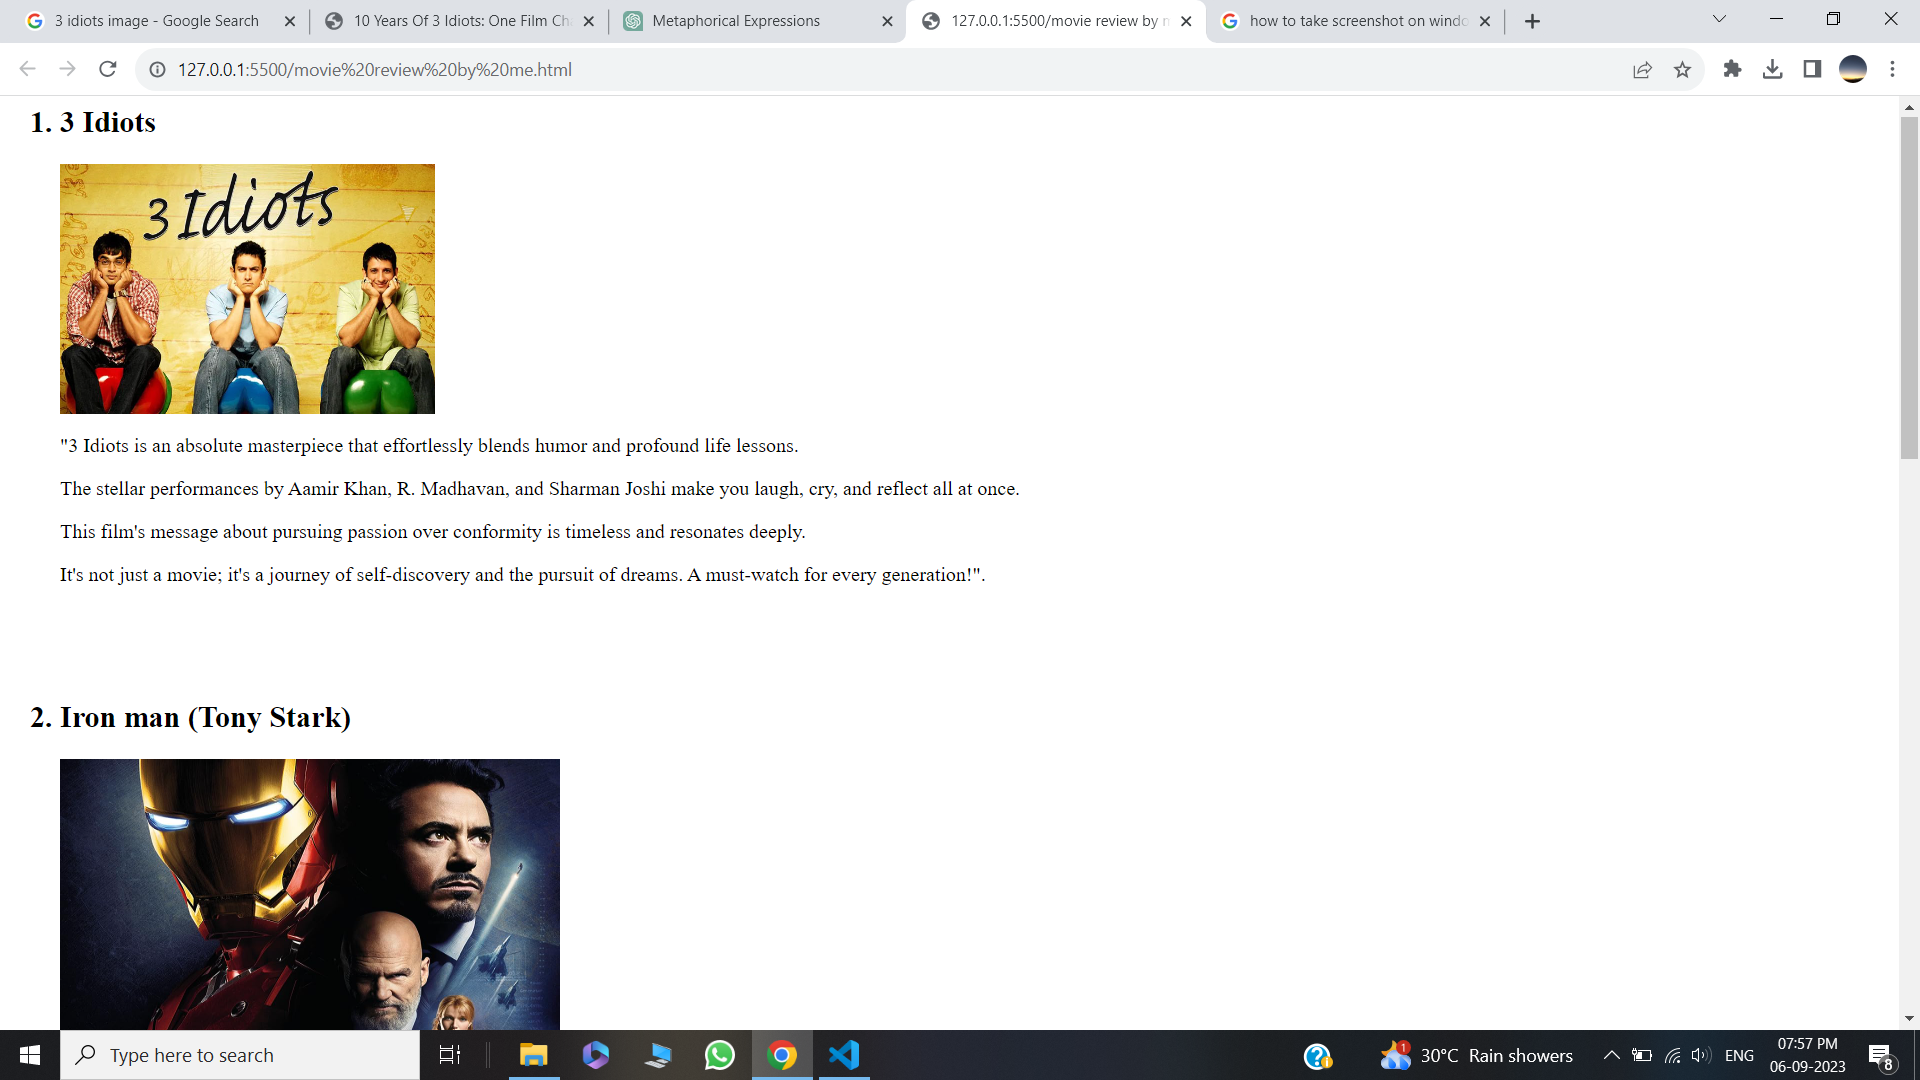 3 idiots image - Google Search
10 Years Of 3 Idiots: One Film Ch
Metaphorical Expressions
127.0.0.1:5500/movie review by m
how to take screenshot on windo
127.0.0.1:5500/movie%20review%20by%20me.html
1. 3 Idiots
3 Idiots
"3 Idiots is an absolute masterpiece that effortlessly blends humor and profound life lessons.
The stellar performances by Aamir Khan, R. Madhavan, and Sharman Joshi make you laugh, cry, and reflect all at once.
This film's message about pursuing passion over conformity is timeless and resonates deeply.
It's not just a movie; it's a journey of self-discovery and the pursuit of dreams. A must-watch for every generation!".
2. Iron man (Tony Stark)
Type here to search
1
30°C Rain showers
ENG
07:57 PM
06-09-2023
8